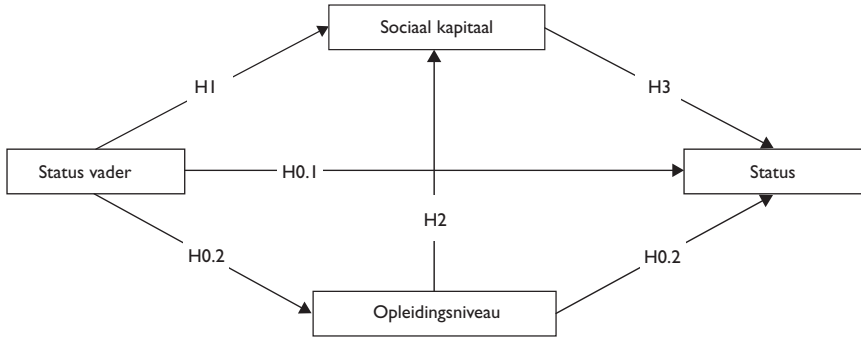 Sociaal kapitaal
H1
H3
Status vader
H0.1
Status
H2
H0.2
H0.2
Opleidingsniveau